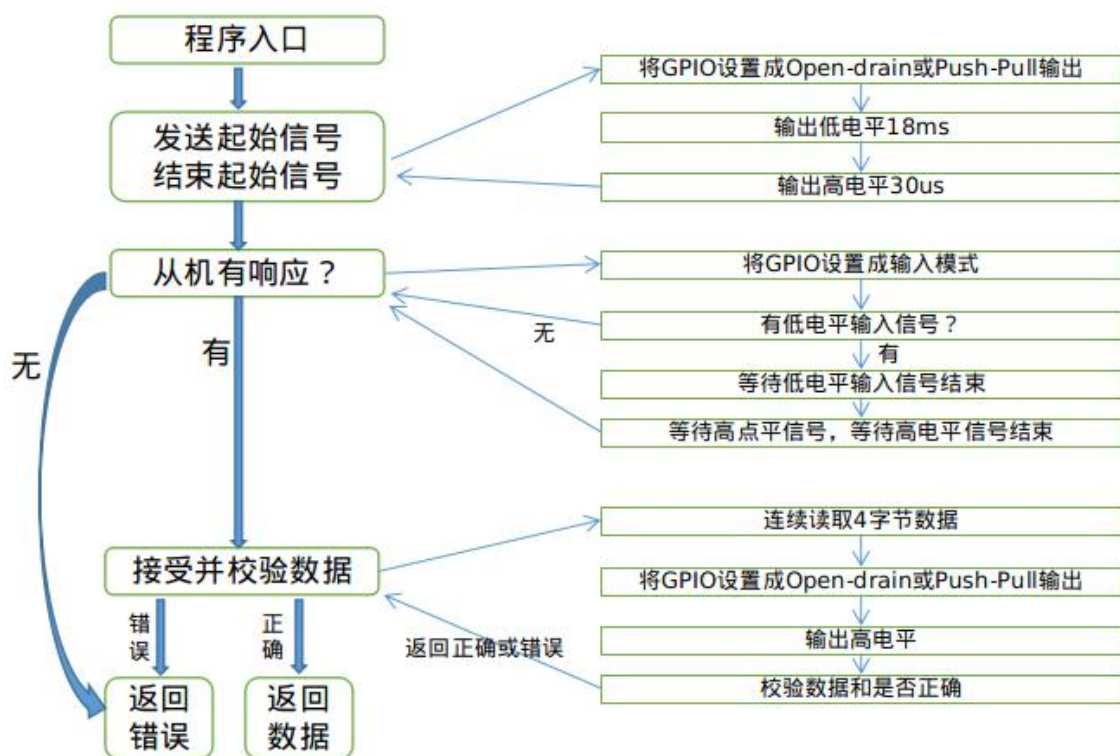 程序入口
发送起始信号
结束起始信号
将GPIO设置成Open-drain或Push-Pull输出
输出低电平18ms
输出高电平30us
从机有响应？
将GPIO设置成输入模式
有低电平输入信号？
无
有
等待低电平输入信号结束
等待高点平信号，等待高电平信号结束
无
有
接受并校验数据
连续读取4字节数据
将GPIO设置成Open-drain或Push-Pull输出
输出高电平
校验数据和是否正确
返回正确或错误
错
误
正
确
返回
错误
返回
数据